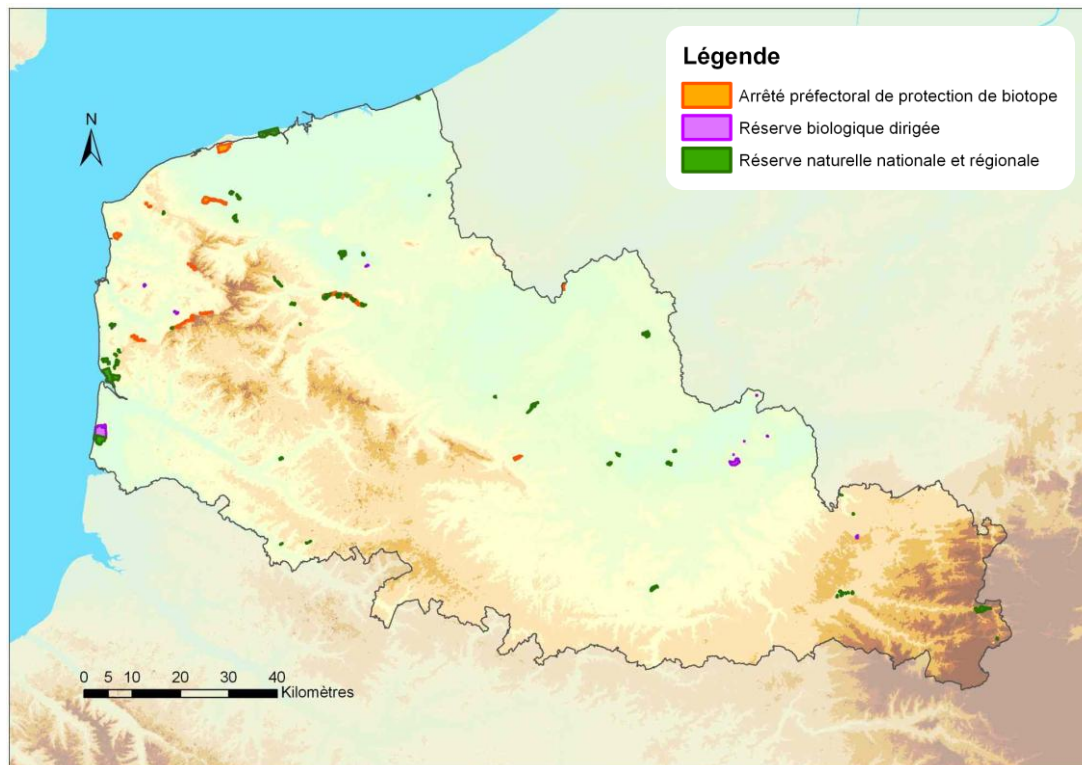 Légende
Arrêté préfectoral de protection de biotope
Réserve biologique dirigée
Réserve naturelle nationale et régionale
N
0 5 10 20 30 40
Kilomètres